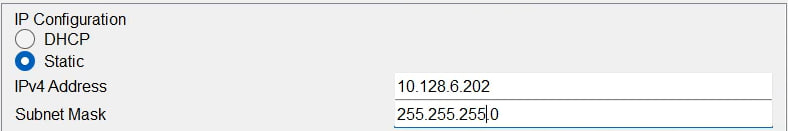 IP Configuration
DHCP
Static
IPv4 Address 10.128.6.202
Subnet Mask 255.255.255.0